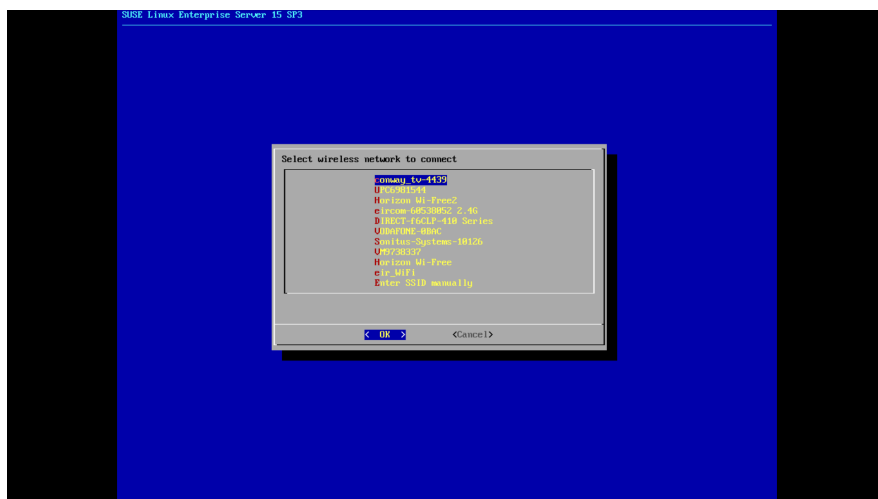 SUSE Linux Enterprise Server 15 SP3
Select wireless network to connect
conway_tv-4439
UPC6981544
Horizon Wi-Free2
eircom-60538052 2.4G
DIRECT-f6CLP-410 Series
VODAFONE-0BAC
Sonitus-Systems-10126
VM9738337
Horizon Wi-Free
eir_WiFi
Enter SSID manually
< OK >
<Cancel>